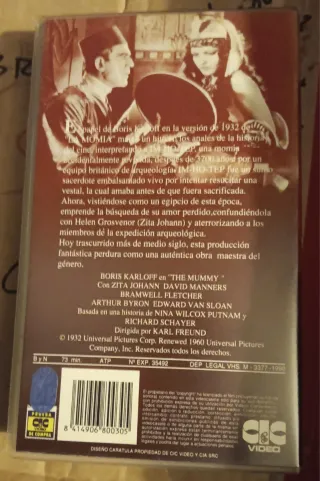 El papel de Boris Karloff en la versión de 1932 de
"LA MOMIA" marcó un hito en los anales de la historia
del cine, interpretando a IM-HO-TEP, una momia
accidentalmente revivida, después de 3700 años, por un
equipo británico de arqueología. IM-HO-TEP fue un sumo
sacerdote embalsamado vivo por intentar resucitar una
vestal, la cual amaba antes de que fuera sacrificada.
Ahora, vistiéndose como un egipcio de esta época,
emprende la búsqueda de su amor perdido, confundiéndola
con Helen Grosvenor (Zita Johann) y aterrorizando a los
miembros de la expedición arqueológica.
Hoy trascurrido más de medio siglo, esta producción
fantástica perdura como una auténtica obra maestra del
género.
BORIS KARLOFF en "THE MUMMY"
Con ZITA JOHANN DAVID MANNERS
BRAMWELL FLETCHER
ARTHUR BYRON EDWARD VAN SLOAN
Basada en una historia de NINA WILCOX PUTNAM y
RICHARD SCHAYER
Dirigida por KARL FREUND
© 1932 Universal Pictures Corp. Renewed 1960 Universal Pictures
Company, Inc. Reservados todos los derechos.
B y N 73 min. ATP Nº EXP. 35492 DEP. LEGAL VHS. M - 3377-1990
PRUEBA
CIC
DE COMPRA
8 414906 800305
CIC
VIDEO
DISEÑO CARATULA PROPIEDAD DE CIC VIDEO Y CIC SRC